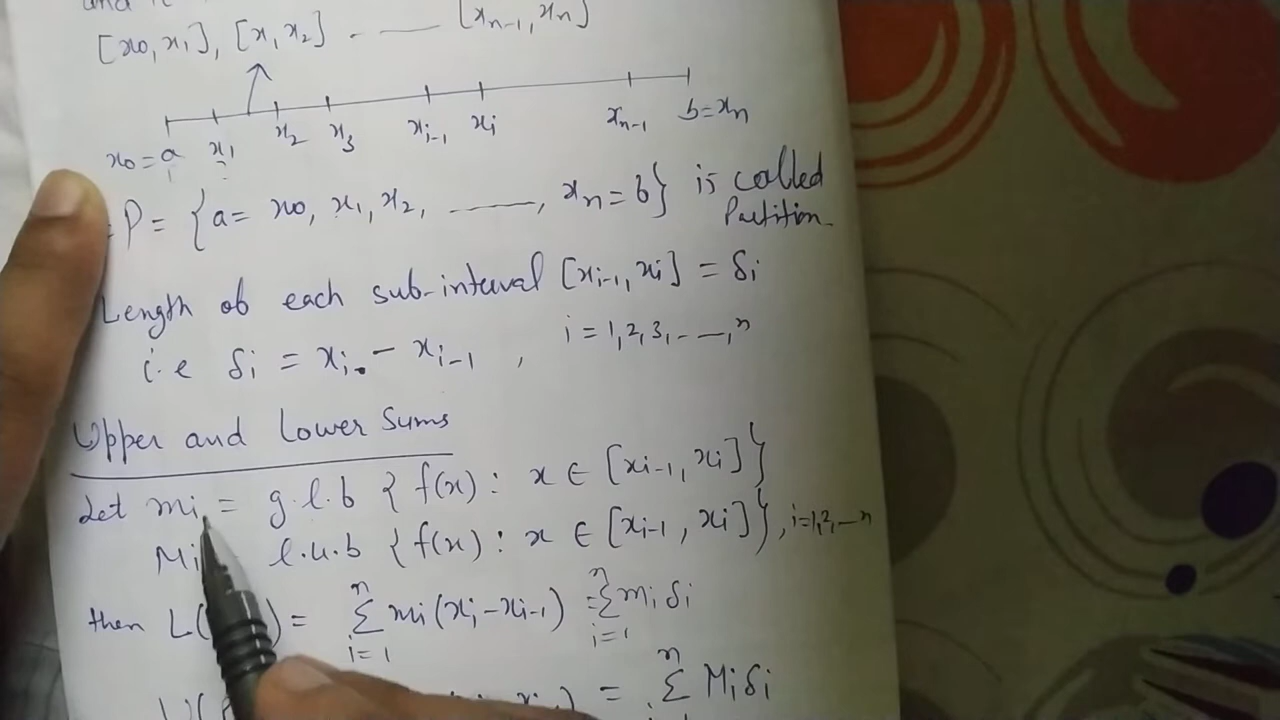 [x0, x1], [x, x2] - —— [xn-1, xn]
x0 = a x1 x2 x3 xi-1 xi xn-1 b = xn
P = {a = x0, x1, x2, ——, xn = b} is called
Partition
Length of each sub-interval [xi-1, xi] = δi
i.e δi = xi - xi-1 , i = 1, 2, 3, - —, n
Upper and Lower Sums
Let mi = g.l.b { f(x) : x ∈ [xi-1, xi] }
Mi l.u.b { f(x) : x ∈ [xi-1, xi] }, i=1,2,—n
then L( ) = n∑i=1 mi (xi - xi-1) = n∑i=1 mi δi
= n∑ Mi δi